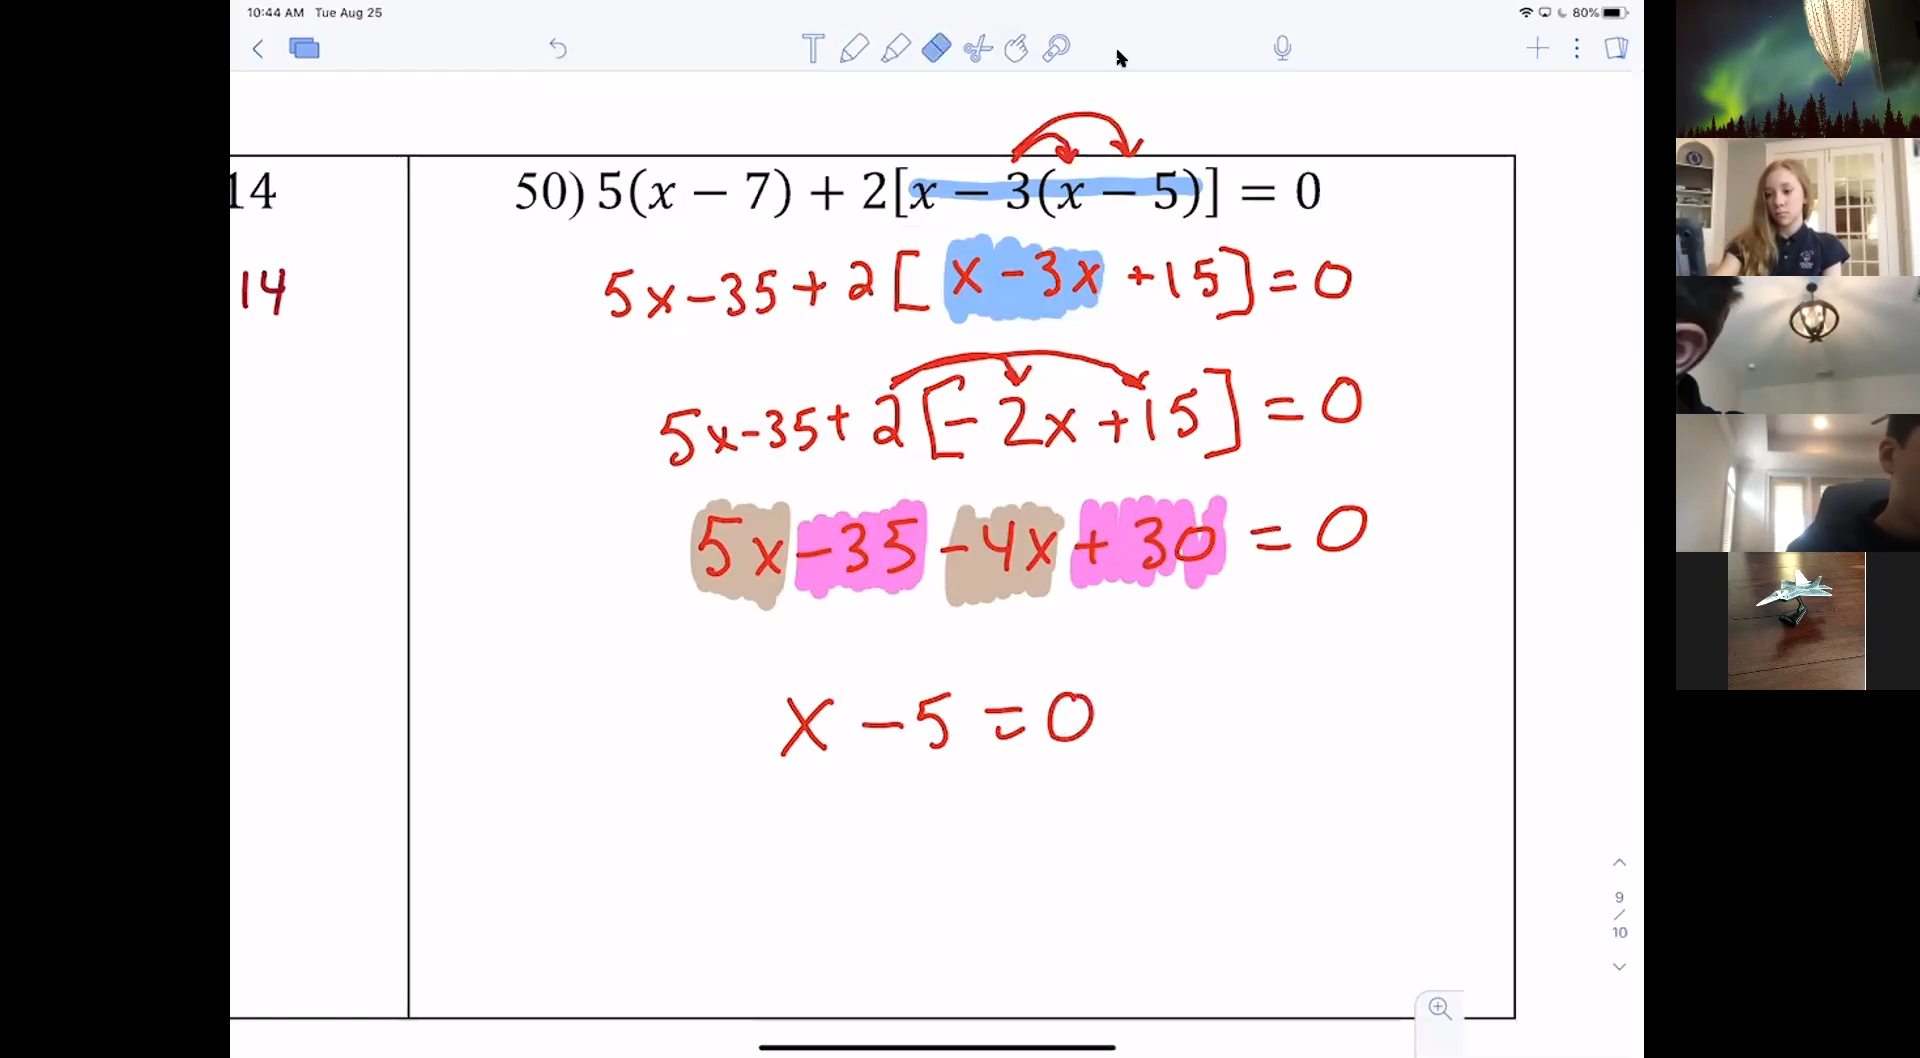 10:44 AM Tue Aug 25
80%
14
50) 5(x − 7) + 2[x − 3(x − 5)] = 0
5x-35+2[x-3x+15]=0
14
5x-35+2[-2x+15]=0
5x-35-4x+30=0
x-5=0
9
/
10